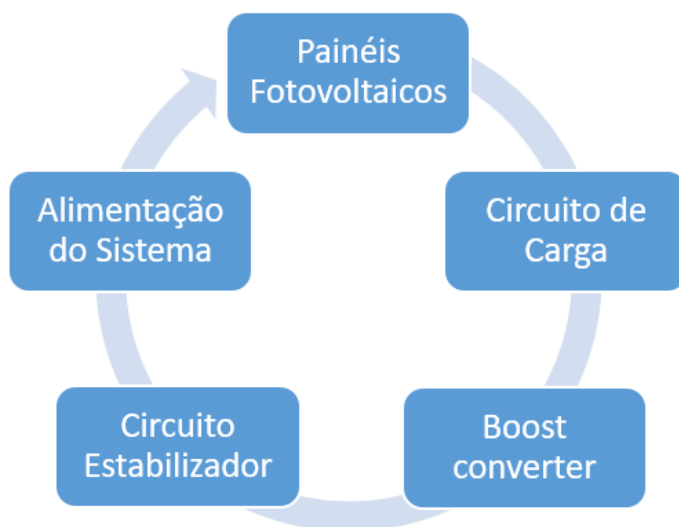 Painéis
Fotovoltaicos
Circuito de
Carga
Boost
converter
Circuito
Estabilizador
Alimentação
do Sistema